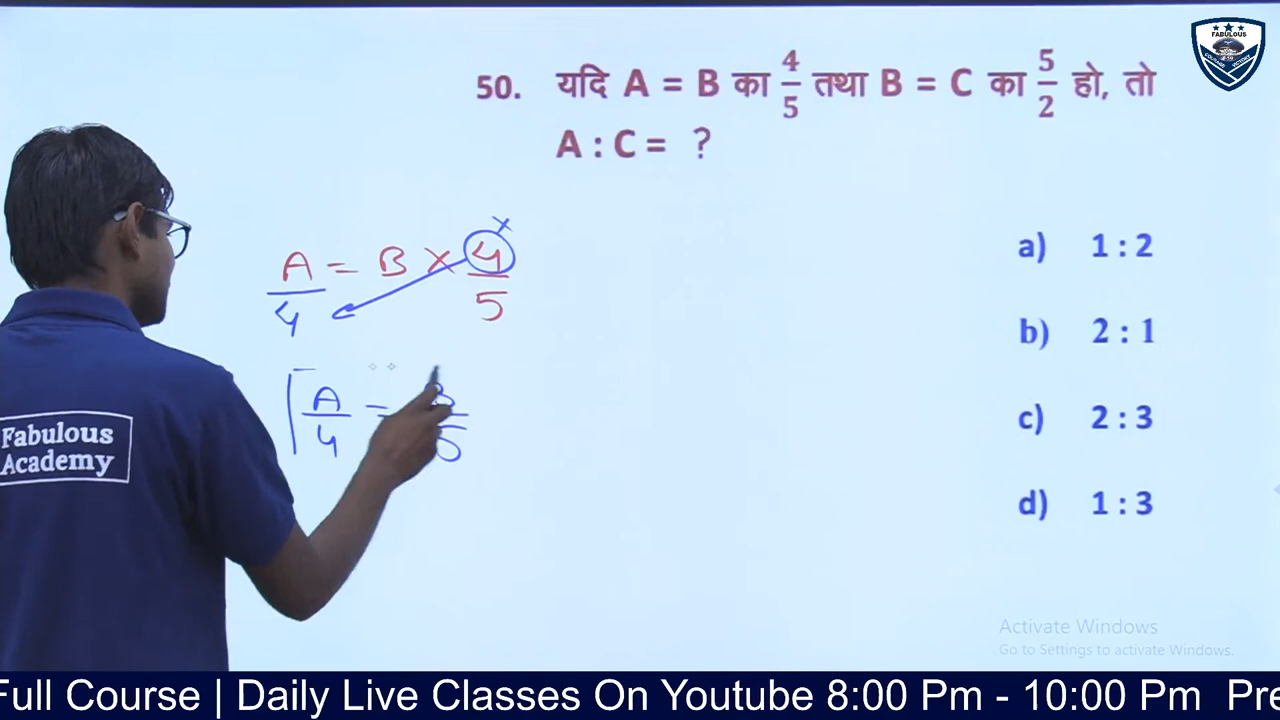 FABULOUS
50. यदि A = B का 4/5 तथा B = C का 5/2 हो, तो
A : C = ?
a) 1 : 2
b) 2 : 1
c) 2 : 3
d) 1 : 3
A/4 = B × 4/5
A/4 =
Fabulous
Academy
Activate Windows
Go to Settings to activate Windows.
Full Course | Daily Live Classes On Youtube 8:00 Pm - 10:00 Pm Pre